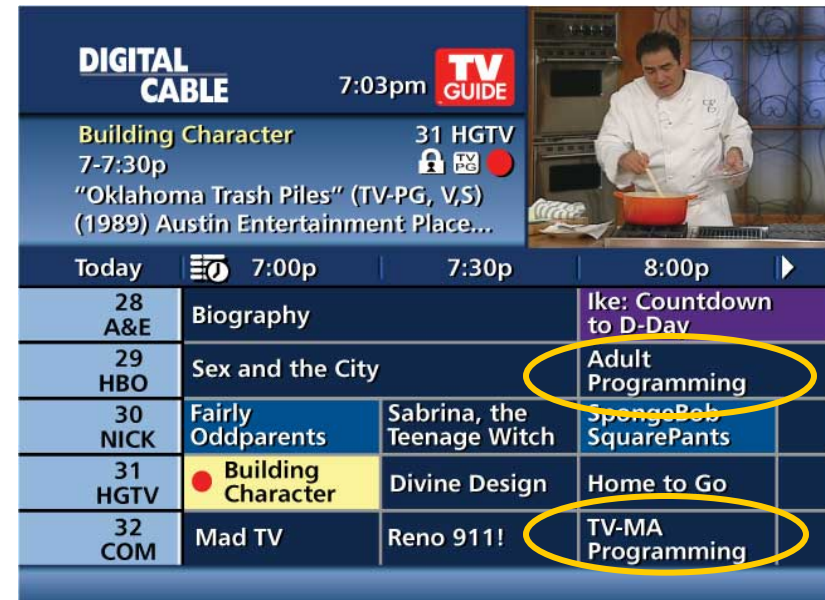 DIGITAL
CABLE
7:03pm
TV
GUIDE
Building Character
31 HGTV
7-7:30p
TV
PG
"Oklahoma Trash Piles" (TV-PG, V,S)
(1989) Austin Entertainment Place...
Today 7:00p 7:30p 8:00p
28
A&E
Biography
Ike: Countdown
to D-Day
29
HBO
Sex and the City
Adult
Programming
30
NICK
Fairly
Oddparents
Sabrina, the
Teenage Witch
SpongeBob
SquarePants
31
HGTV
Building
Character
Divine Design
Home to Go
32
COM
Mad TV
Reno 911!
TV-MA
Programming